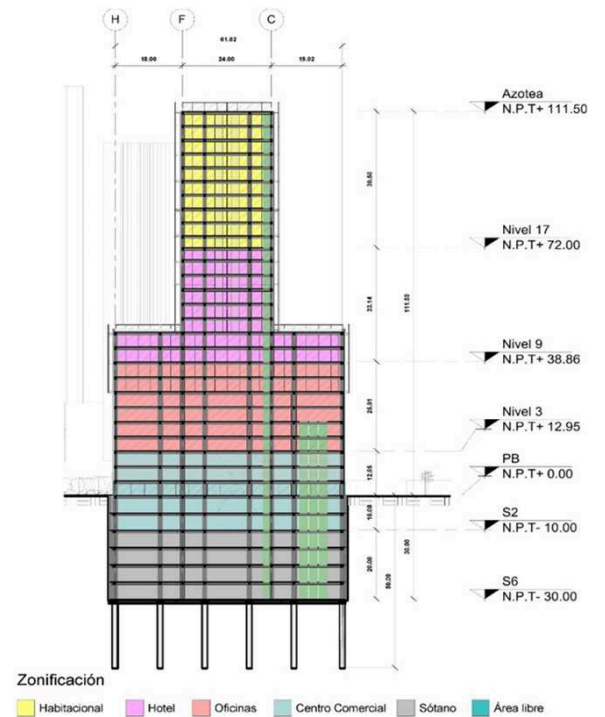 H F C
61.02
18.00 24.00 19.02
Azotea
N.P.T+ 111.50
39.50
Nivel 17
N.P.T+ 72.00
33.14
111.50
Nivel 9
N.P.T+ 38.86
25.91
Nivel 3
N.P.T+ 12.95
PB
N.P.T+ 0.00
12.95
S2
N.P.T- 10.00
10.00
30.00
20.00
50.00
S6
N.P.T- 30.00
Zonificación
Habitacional Hotel Oficinas Centro Comercial Sótano Área libre